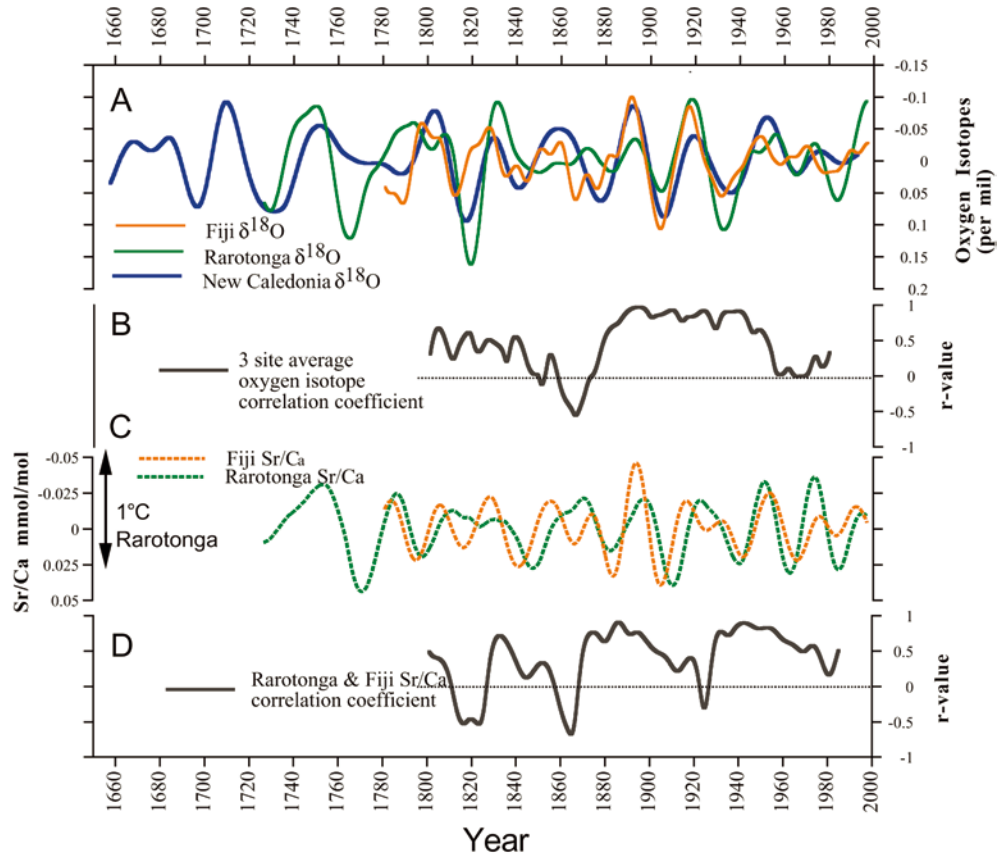 1660 1680 1700 1720 1740 1760 1780 1800 1820 1840 1860 1880 1900 1920 1940 1960 1980 2000
A
-0.15
-0.1
-0.05
0
0.05
0.1
0.15
0.2
Oxygen Isotopes
(per mil)
Fiji δ18O
Rarotonga δ18O
New Caledonia δ18O
B
3 site average
oxygen isotope
correlation coefficient
1
0.5
0
-0.5
-1
r-value
C
Fiji Sr/Ca
Rarotonga Sr/Ca
-0.05
-0.025
0
0.025
0.05
Sr/Ca mmol/mol
1°C
Rarotonga
D
Rarotonga & Fiji Sr/Ca
correlation coefficient
1
0.5
0
-0.5
-1
r-value
1660 1680 1700 1720 1740 1760 1780 1800 1820 1840 1860 1880 1900 1920 1940 1960 1980 2000
Year